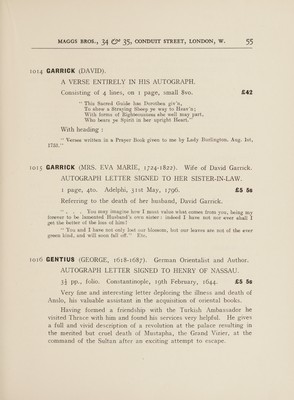 MAGGS BROS., 34 & 35, CONDUIT STREET, LONDON, W. 55
1014 GARRICK (DAVID).
A VERSE ENTIRELY IN HIS AUTOGRAPH.
Consisting of 4 lines, on 1 page, small 8vo. £42
" This Sacred Guide has Dorothea giv'n,
To show a Straying Sheep ye way to Heav'n;
With forms of Righteousness she well may part,
Who bears ye Spirit in her upright Heart."
With heading :
" Verses written in a Prayer Book given to me by Lady Burlington. Aug. 1st,
1755."
1015 GARRICK (MRS. EVA MARIE, 1724-1822). Wife of David Garrick.
AUTOGRAPH LETTER SIGNED TO HER SISTER-IN-LAW.
1 page, 4to. Adelphi, 31st May, 1796. £5 5s
Referring to the death of her husband, David Garrick.
" . . . You may imagine how I most value what comes from you, being my
forever to be lamented Husband's own sister: indeed I have not nor ever shall I
get the better of the loss of him!
" You and I have not only lost our blossom, but our leaves are not of the ever
green kind, and will soon fall off." Etc.
1016 GENTIUS (GEORGE, 1618-1687). German Orientalist and Author.
AUTOGRAPH LETTER SIGNED TO HENRY OF NASSAU.
3½ pp., folio. Constantinople, 19th February, 1644. £5 5s
Very fine and interesting letter deploring the illness and death of
Anslo, his valuable assistant in the acquisition of oriental books.
Having formed a friendship with the Turkish Ambassador he
visited Thrace with him and found his services very helpful. He gives
a full and vivid description of a revolution at the palace resulting in
the merited but cruel death of Mustapha, the Grand Vizier, at the
command of the Sultan after an exciting attempt to escape.